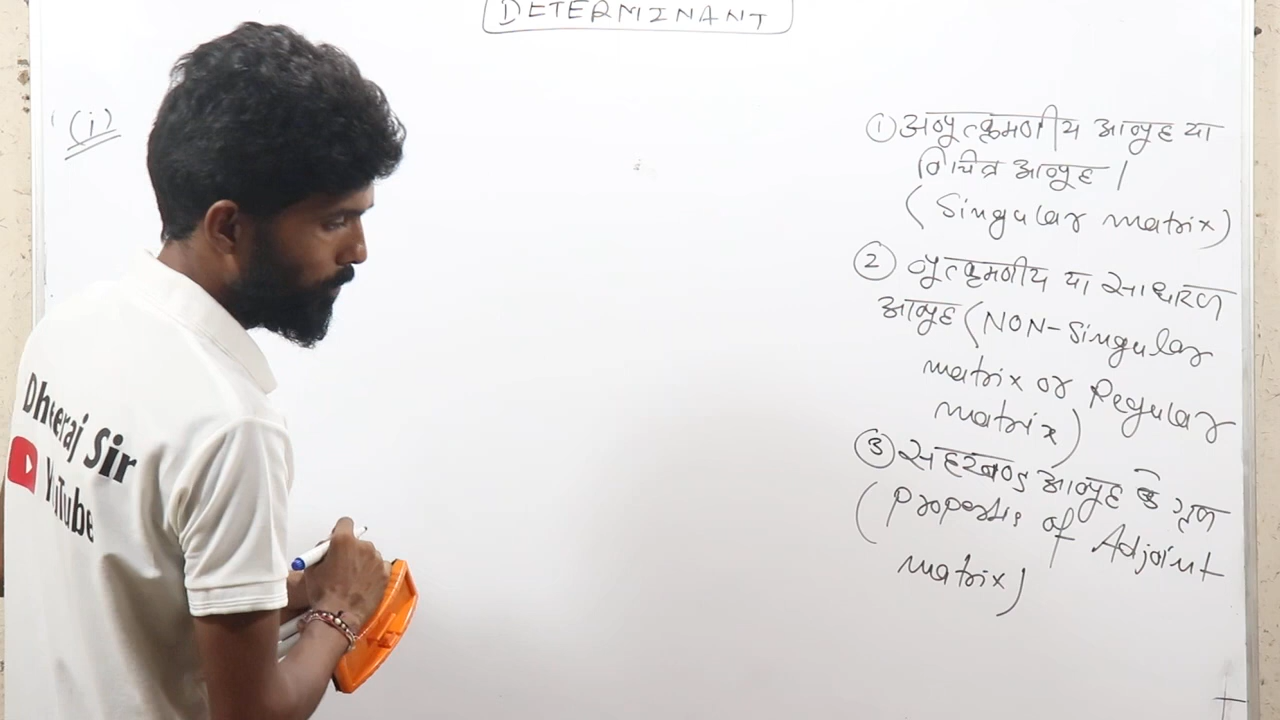 DETERMINANT
(i)
① अव्युत्क्रमणीय आव्यूह या
विचित्र आव्यूह |
(Singular matrix)
② व्युत्क्रमणीय या साधारण
आव्यूह (NON-Singular
matrix or Regular
matrix)
③ सहखण्ड आव्यूह के गुण
(Properties of Adjoint
matrix)
Dheeraj Sir
YouTube